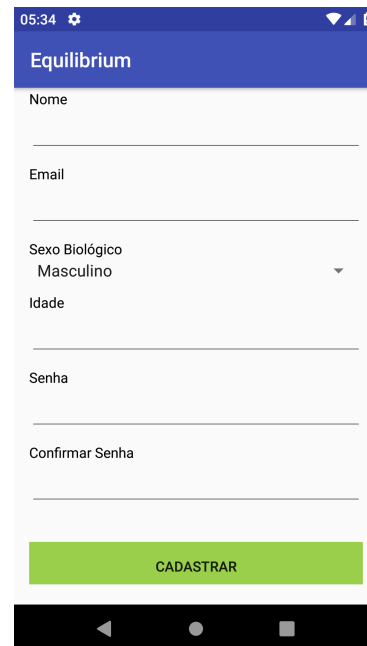 05:34
Equilibrium
Nome
Email
Sexo Biológico
Masculino
Idade
Senha
Confirmar Senha
CADASTRAR